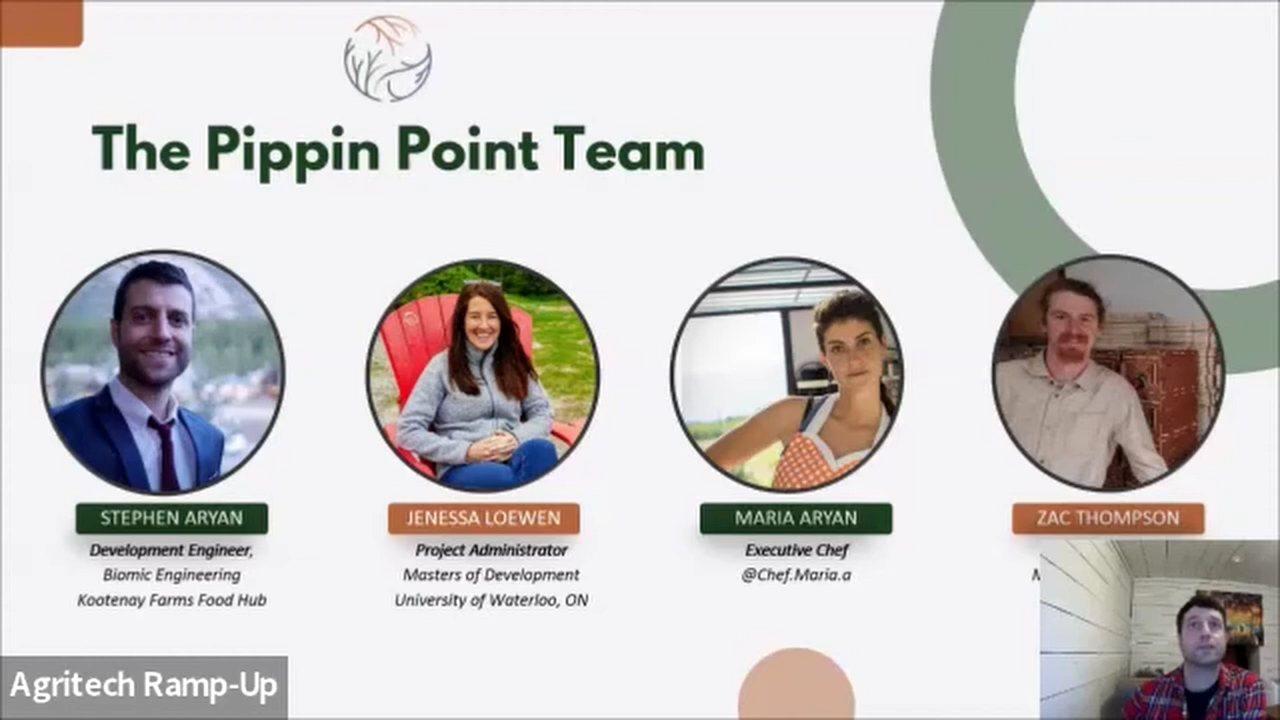 The Pippin Point Team
STEPHEN ARYAN
Development Engineer,
Biomic Engineering
Kootenay Farms Food Hub
JENESSA LOEWEN
Project Administrator
Masters of Development
University of Waterloo, ON
MARIA ARYAN
Executive Chef
@Chef.Maria.a
ZAC THOMPSON
Agritech Ramp-Up